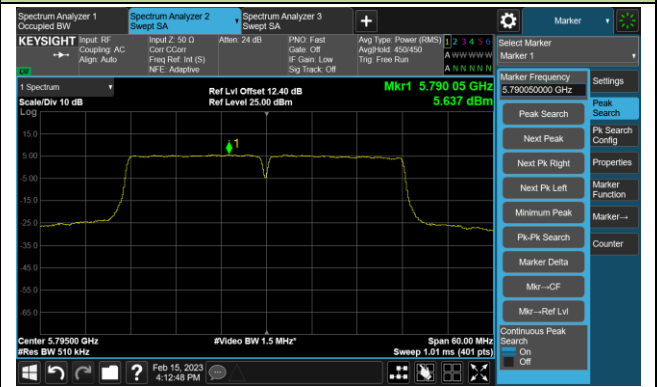 Spectrum Analyzer 1
Occupied BW
Spectrum Analyzer 2
Swept SA
Spectrum Analyzer 3
Swept SA
Marker
KEYSIGHT
Input: RF
Coupling: AC
Align: Auto
Input Z: 50 Ω
Corr CCorr
Freq Ref: Int (S)
NFE: Adaptive
Atten: 24 dB
PNO: Fast
Gate: Off
IF Gain: Low
Sig Track: Off
Avg Type: Power (RMS)
Avg|Hold: 450/450
Trig: Free Run
1 2 3 4 5 6
A W W W W W
A N N N N N
Select Marker
Marker 1
1 Spectrum
Scale/Div 10 dB
Log
Ref Lvl Offset 12.40 dB
Ref Level 25.00 dBm
Mkr1 5.790 05 GHz
5.637 dBm
15.0
5.00
-5.00
-15.0
-25.0
-35.0
-45.0
-55.0
-65.0
1
Center 5.79500 GHz
#Res BW 510 kHz
#Video BW 1.5 MHz*
Span 60.00 MHz
Sweep 1.01 ms (401 pts)
Marker Frequency
5.790050000 GHz
Peak Search
Next Peak
Next Pk Right
Next Pk Left
Minimum Peak
Pk-Pk Search
Marker Delta
Mkr→CF
Mkr→Ref Lvl
Continuous Peak
Search
On
Off
Settings
Peak
Search
Pk Search
Config
Properties
Marker
Function
Marker→
Counter
?
Feb 15, 2023
4:12:48 PM